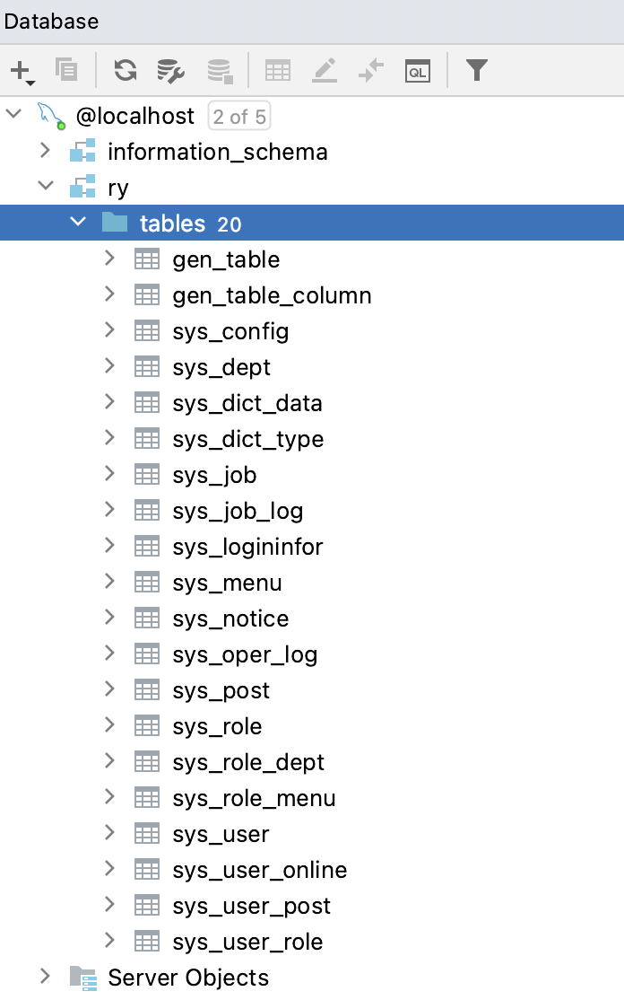 Database
QL
@localhost 2 of 5
information_schema
ry
tables 20
gen_table
gen_table_column
sys_config
sys_dept
sys_dict_data
sys_dict_type
sys_job
sys_job_log
sys_logininfor
sys_menu
sys_notice
sys_oper_log
sys_post
sys_role
sys_role_dept
sys_role_menu
sys_user
sys_user_online
sys_user_post
sys_user_role
Server Objects